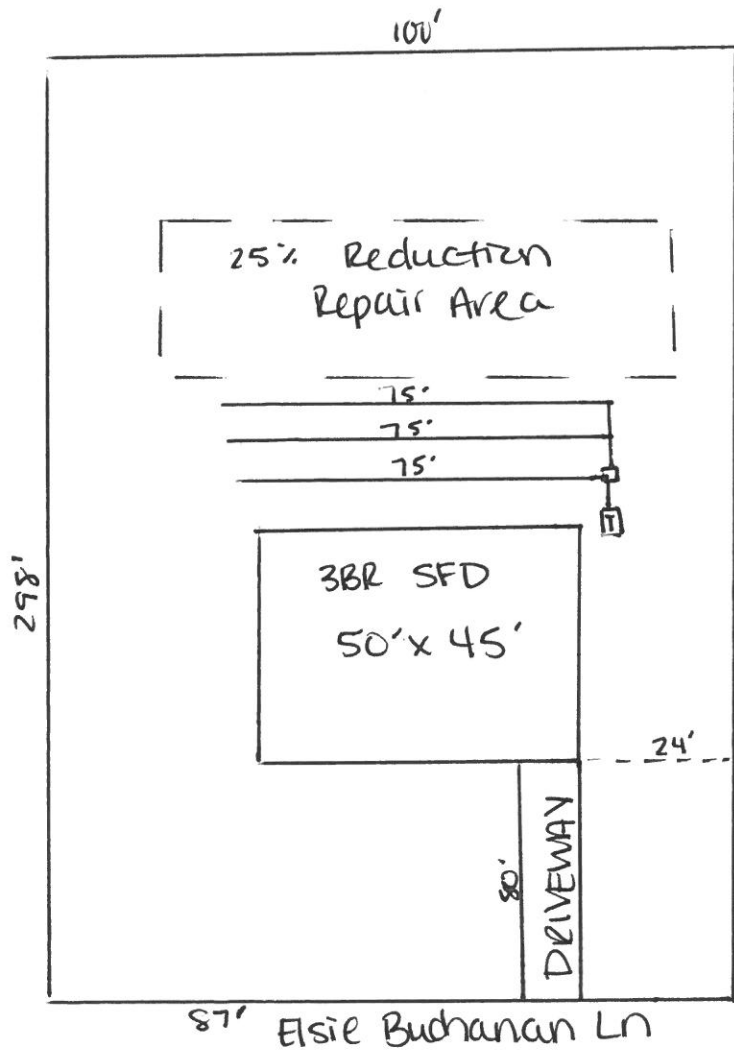 100'
25% Reduction
Repair Area
75'
75'
75'
T
298'
3BR SFD
50' x 45'
24'
80'
DRIVEWAY
87'
Elsie Buchanan Ln